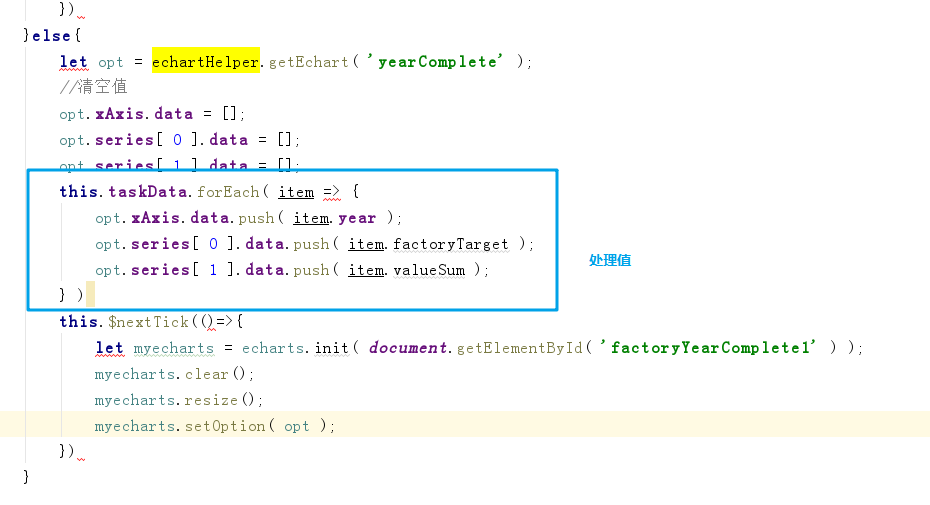 })
}else{
let opt = echartHelper.getEchart( 'yearComplete' );
//清空值
opt.xAxis.data = [];
opt.series[ 0 ].data = [];
opt.series[ 1 ].data = [];
this.taskData.forEach( item => {
opt.xAxis.data.push( item.year );
opt.series[ 0 ].data.push( item.factoryTarget );
opt.series[ 1 ].data.push( item.valueSum );
处理值
} )
this.$nextTick(()=>{
let myecharts = echarts.init( document.getElementById( 'factoryYearComplete1' ) );
myecharts.clear();
myecharts.resize();
myecharts.setOption( opt );
})
}